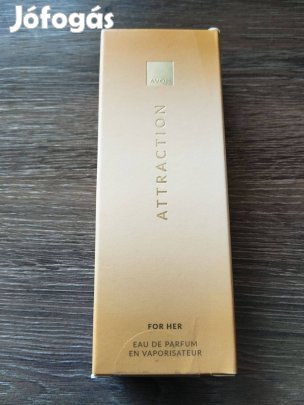 Jófogás
AVON
ATTRACTION
FOR HER
EAU DE PARFUM
EN VAPORISATEUR